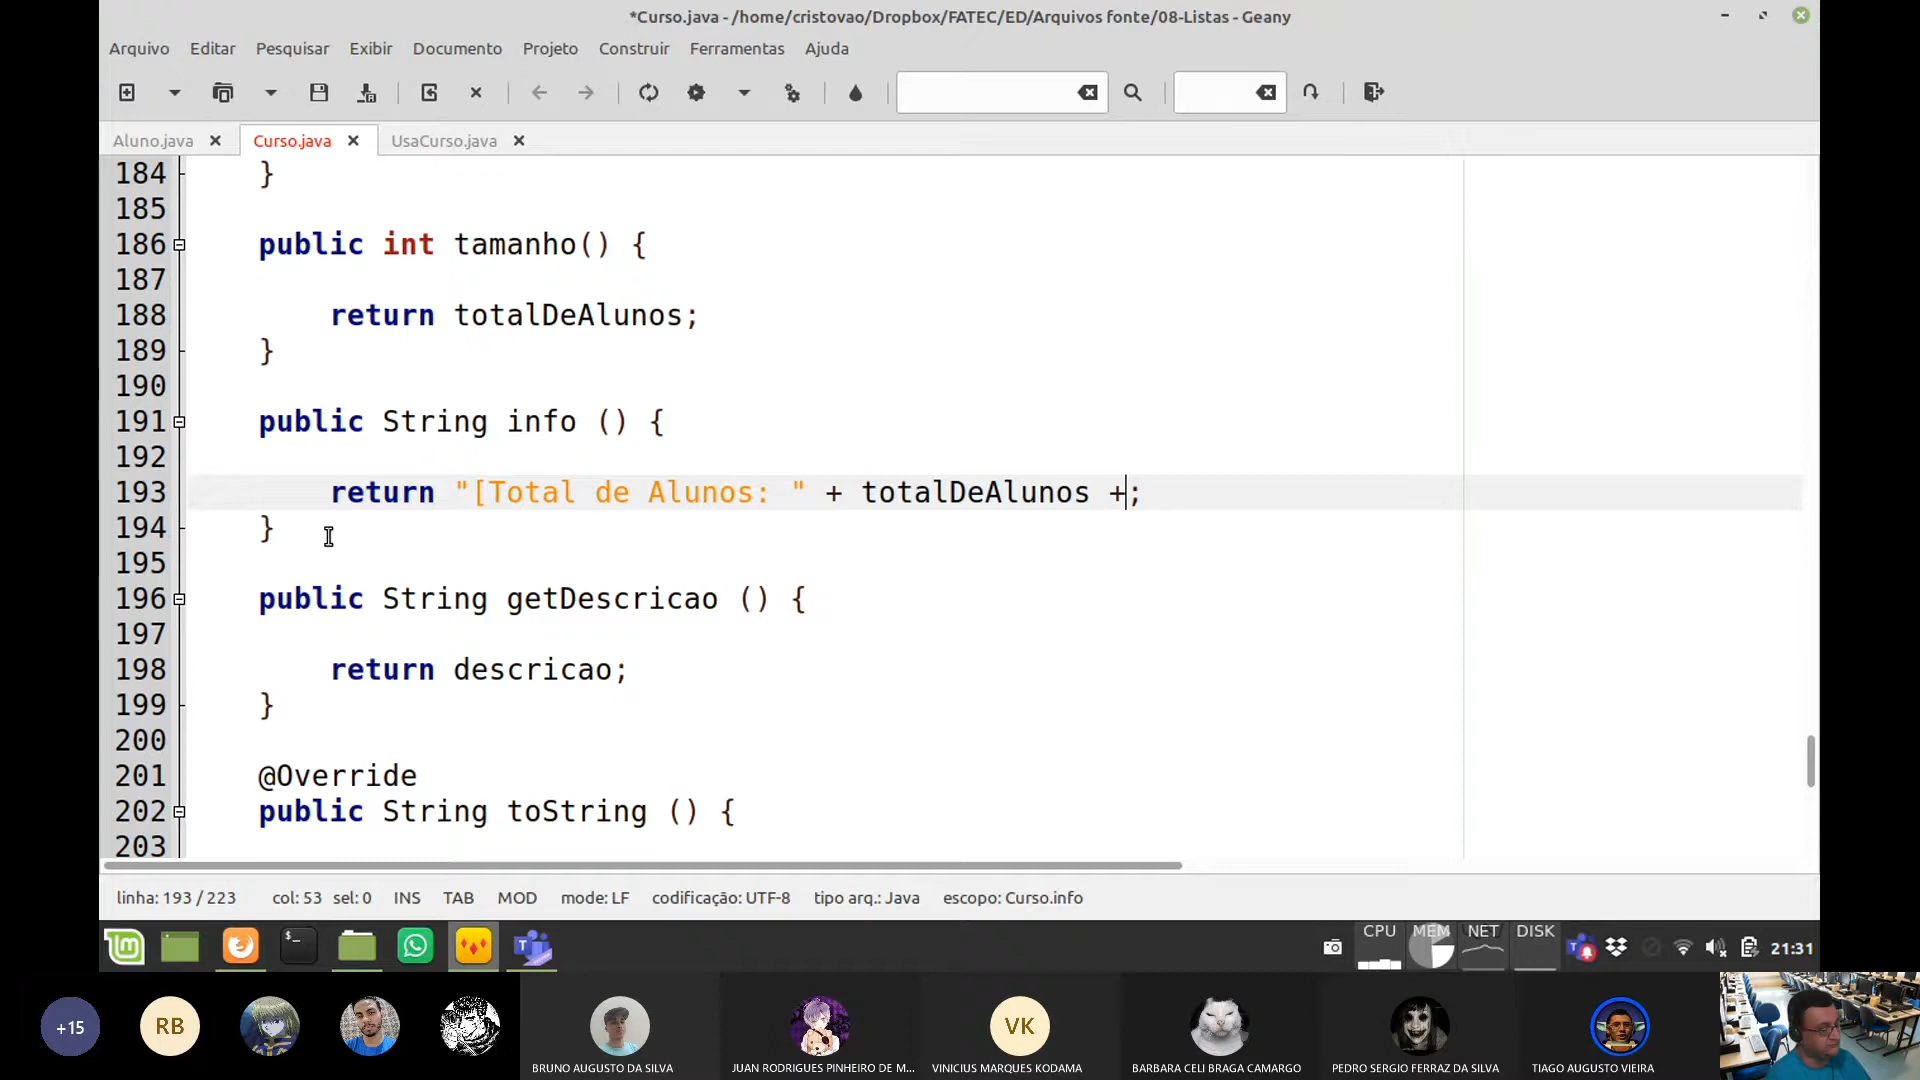 *Curso.java - /home/cristovao/Dropbox/FATEC/ED/Arquivos fonte/08-Listas - Geany
Arquivo Editar Pesquisar Exibir Documento Projeto Construir Ferramentas Ajuda
Aluno.java Curso.java UsaCurso.java
184 }
185
186 public int tamanho() {
187
188 return totalDeAlunos;
189 }
190
191 public String info () {
192
193 return "[Total de Alunos: " + totalDeAlunos +;
194 }
195
196 public String getDescricao () {
197
198 return descricao;
199 }
200
201 @Override
202 public String toString () {
203
linha: 193 / 223 col: 53 sel: 0 INS TAB MOD mode: LF codificação: UTF-8 tipo arq.: Java escopo: Curso.info
CPU MEM NET DISK 21:31
+15 RB VK
BRUNO AUGUSTO DA SILVA JUAN RODRIGUES PINHEIRO DE M... VINICIUS MARQUES KODAMA BARBARA CELI BRAGA CAMARGO PEDRO SERGIO FERRAZ DA SILVA TIAGO AUGUSTO VIEIRA